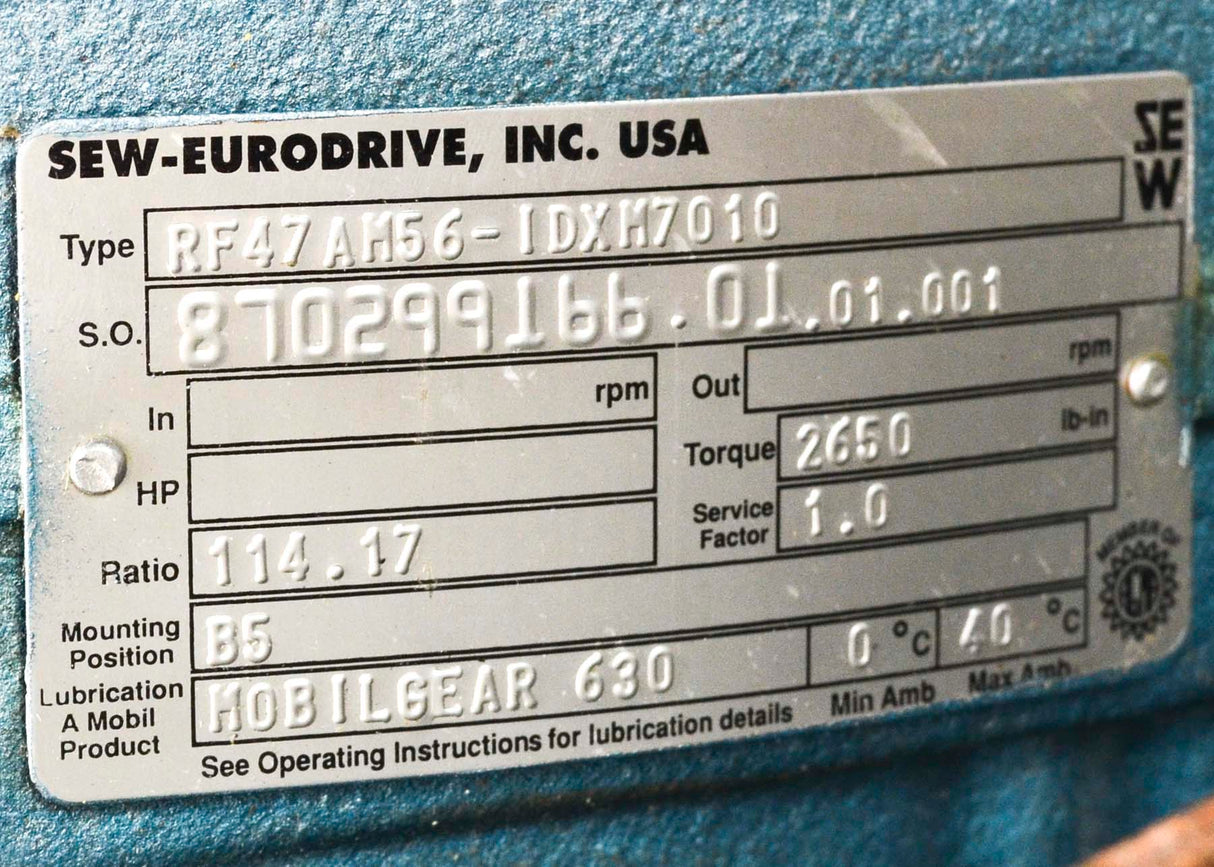 SEW-EURODRIVE, INC. USA
SEW
Type RF47AM56-IDXM7010
S.O. 870299166.01.01.001
In rpm Out rpm
HP Torque 2650 lb-in
Ratio 114.17 Service Factor 1.0
Mounting Position B5
Lubrication A Mobil Product MOBILGEAR 630 0 °C 40 °C
See Operating Instructions for lubrication details Min Amb Max Amb
MEMBER OF